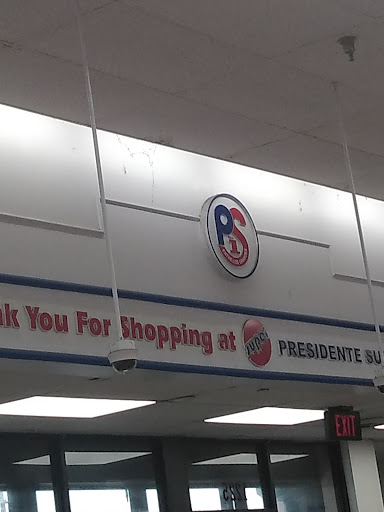 PS
1
nk You For Shopping at
PRESIDENTE SU
EXIT